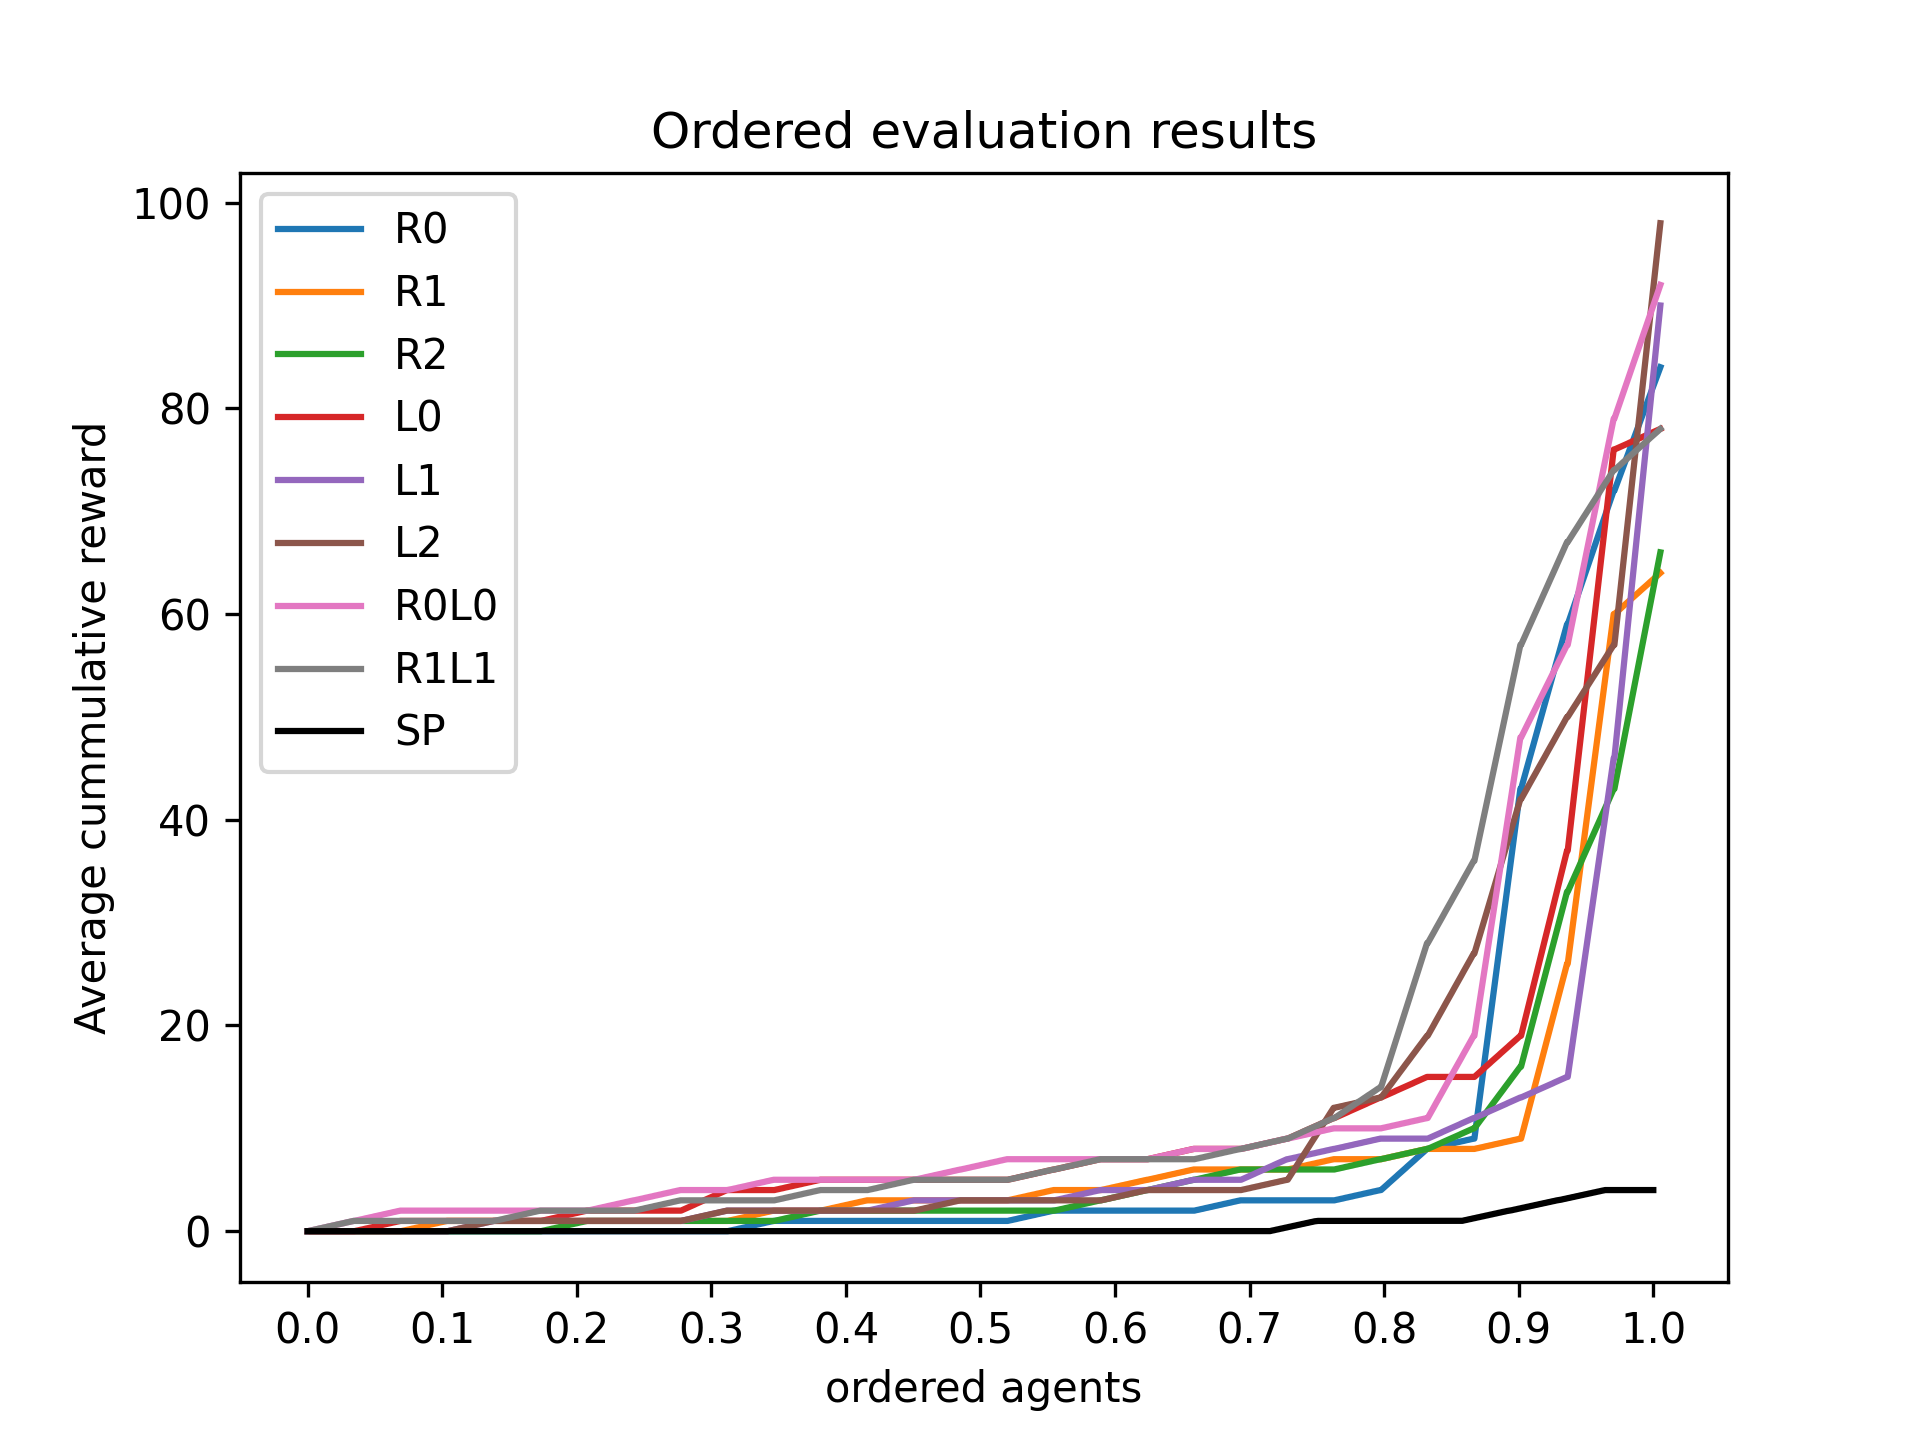 Ordered evaluation results
100
80
60
40
20
0
Average cummulative reward
R0
R1
R2
L0
L1
L2
R0L0
R1L1
SP
0.0 0.1 0.2 0.3 0.4 0.5 0.6 0.7 0.8 0.9 1.0
ordered agents